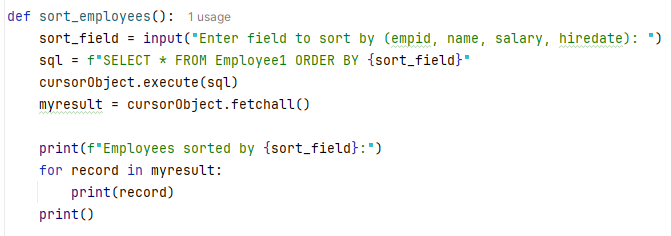 def sort_employees():  1 usage
    sort_field = input("Enter field to sort by (empid, name, salary, hiredate): ")
    sql = f"SELECT * FROM Employee1 ORDER BY {sort_field}"
    cursorObject.execute(sql)
    myresult = cursorObject.fetchall()

    print(f"Employees sorted by {sort_field}:")
    for record in myresult:
        print(record)
    print()